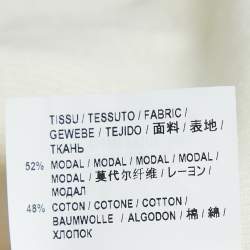 TISSU / TESSUTO / FABRIC /
GEWEBE / TEJIDO / 面料 / 表地 /
ТКАНЬ
52% MODAL / MODAL / MODAL / MODAL /
MODAL / 莫代尔纤维 / レーヨン /
МОДАЛ
48% COTON / COTONE / COTTON /
BAUMWOLLE / ALGODON / 棉 / 綿 /
ХЛОПОК